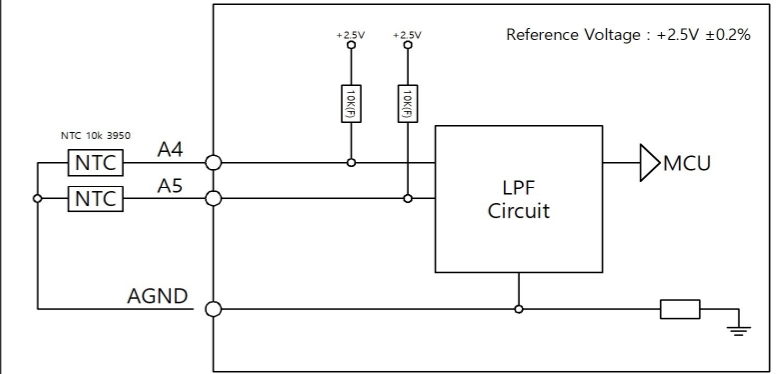 +2.5V +2.5V Reference Voltage : +2.5V ±0.2%
10K(F) 10K(F)
NTC 10k 3950
NTC A4
NTC A5
LPF
Circuit
MCU
AGND